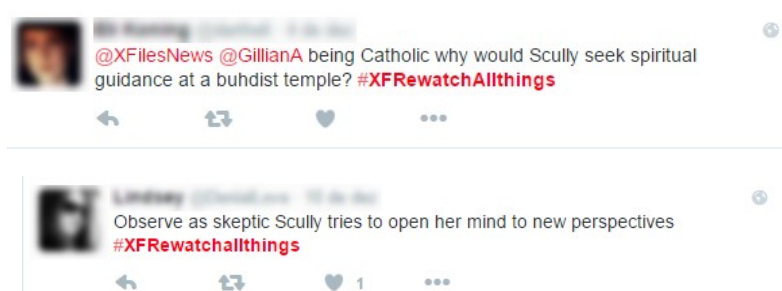 @XFilesNews @GillianA being Catholic why would Scully seek spiritual
guidance at a buhdist temple? #XFRewatchAllthings
Lindsey
Observe as skeptic Scully tries to open her mind to new perspectives
#XFRewatchallthings
1